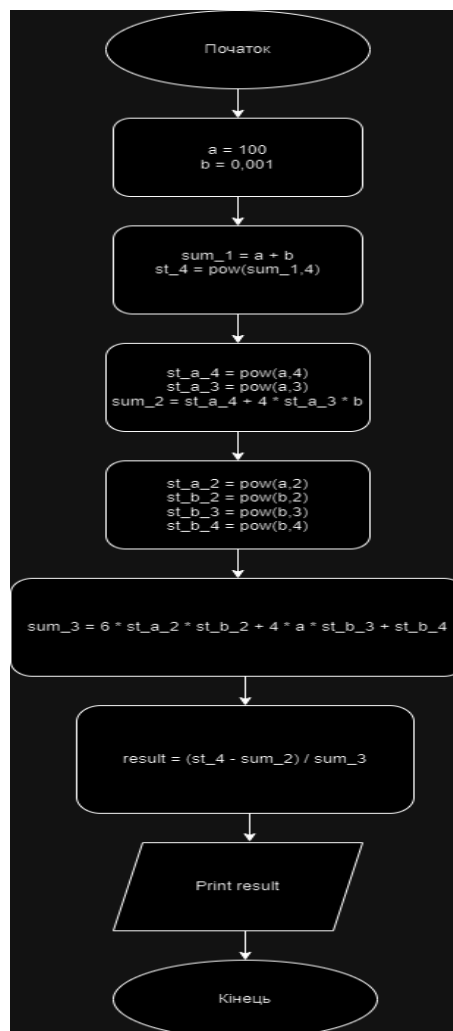 Початок
a = 100
b = 0,001
sum_1 = a + b
st_4 = pow(sum_1,4)
st_a_4 = pow(a,4)
st_a_3 = pow(a,3)
sum_2 = st_a_4 + 4 * st_a_3 * b
st_a_2 = pow(a,2)
st_b_2 = pow(b,2)
st_b_3 = pow(b,3)
st_b_4 = pow(b,4)
sum_3 = 6 * st_a_2 * st_b_2 + 4 * a * st_b_3 + st_b_4
result = (st_4 - sum_2) / sum_3
Print result
Кінець